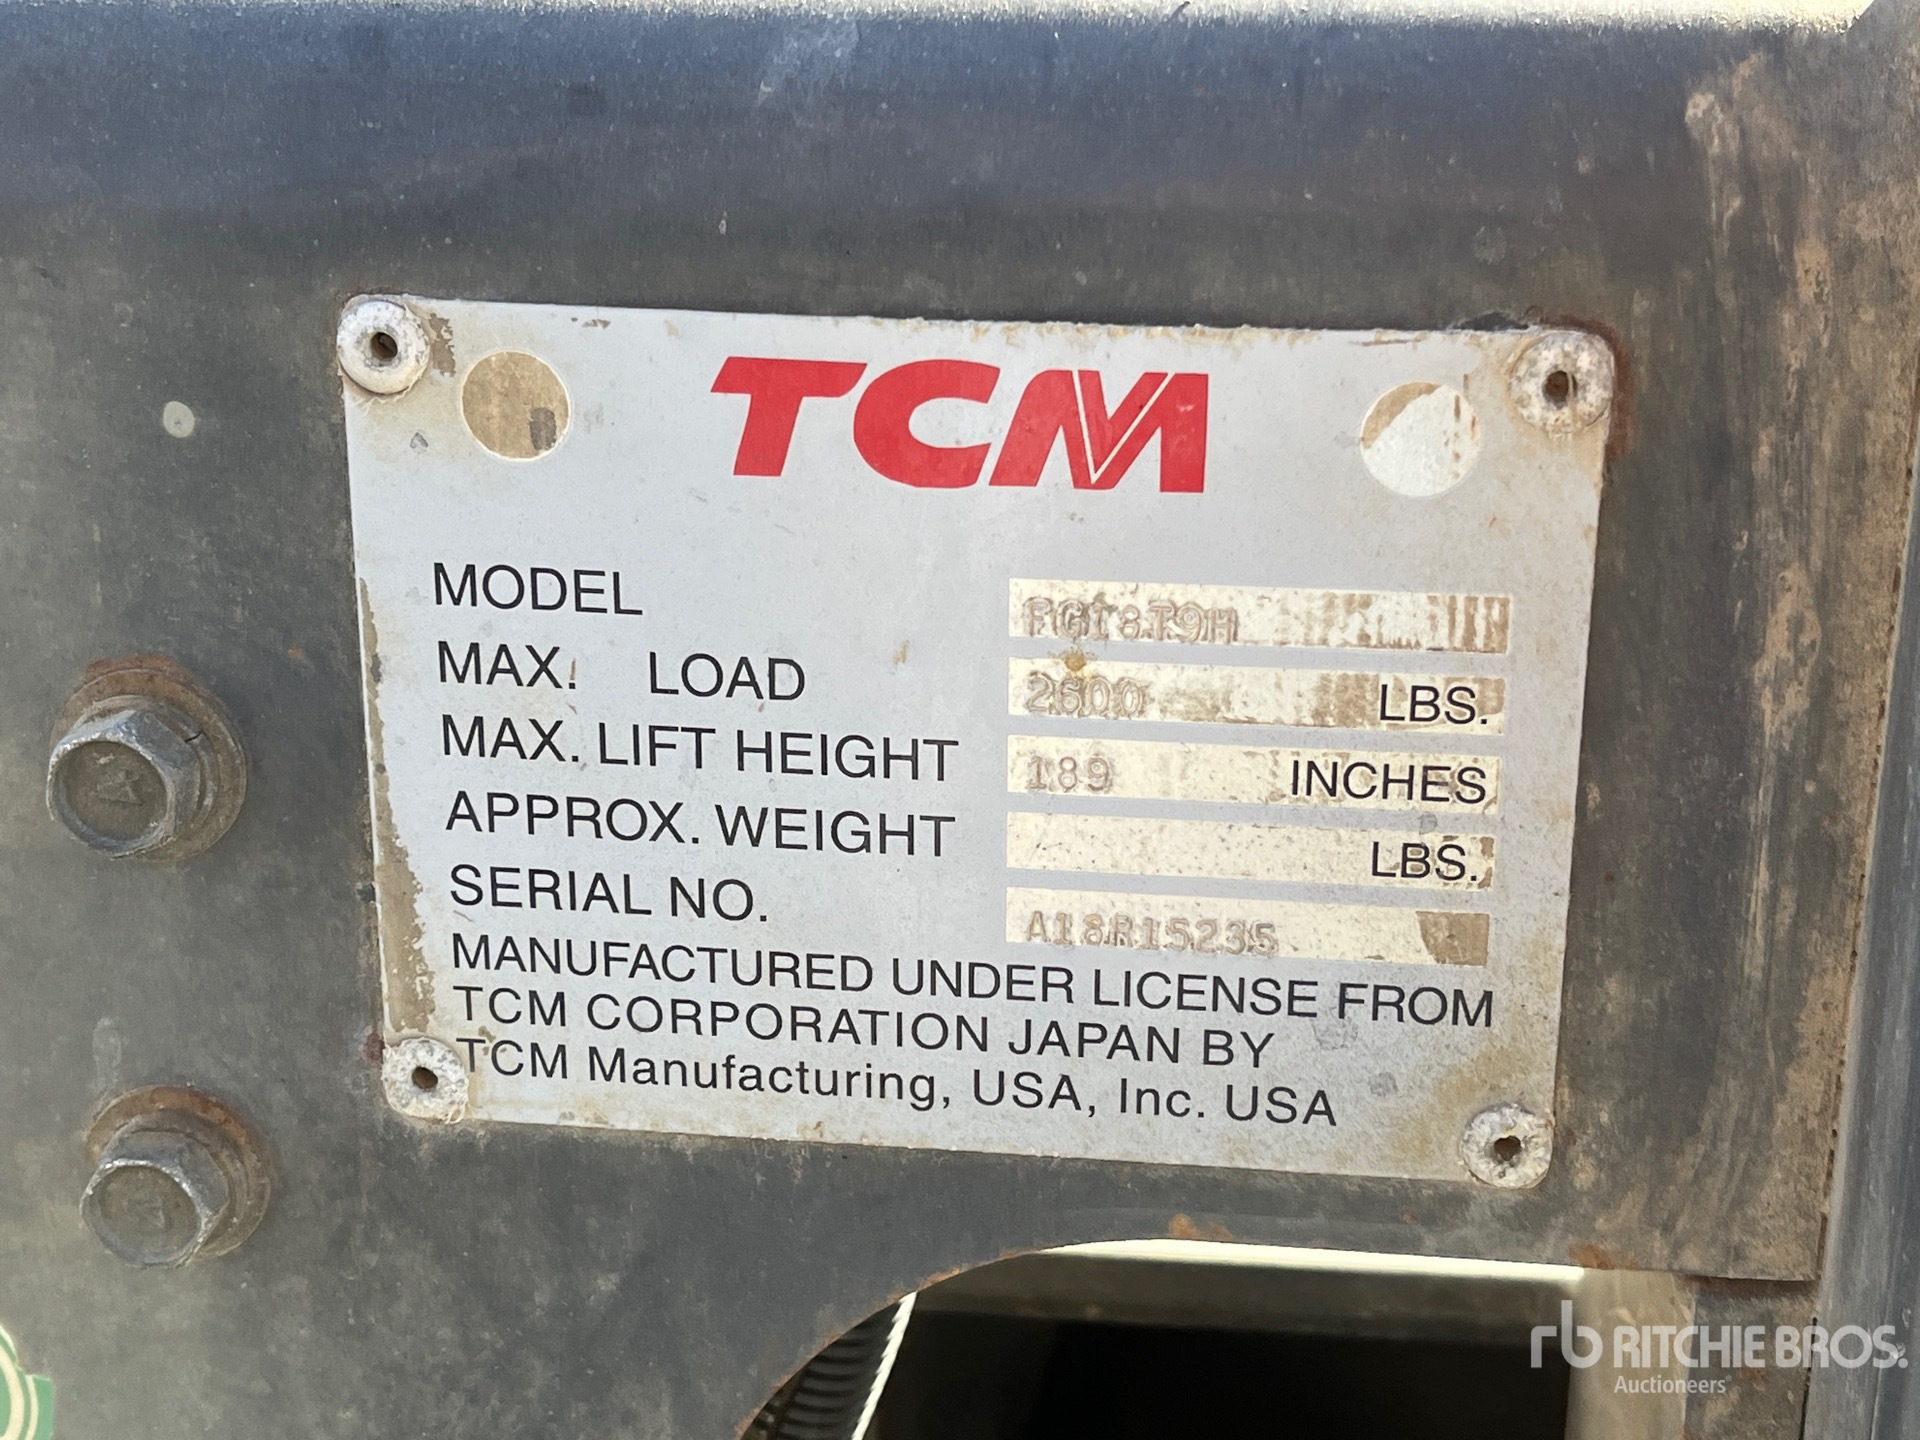 TCM
MODEL FG18T9H
MAX. LOAD 2600 LBS.
MAX. LIFT HEIGHT 189 INCHES
APPROX. WEIGHT LBS.
SERIAL NO. A18R15235
MANUFACTURED UNDER LICENSE FROM
TCM CORPORATION JAPAN BY
TCM Manufacturing, USA, Inc. USA
rb RITCHIE BROS.
Auctioneers